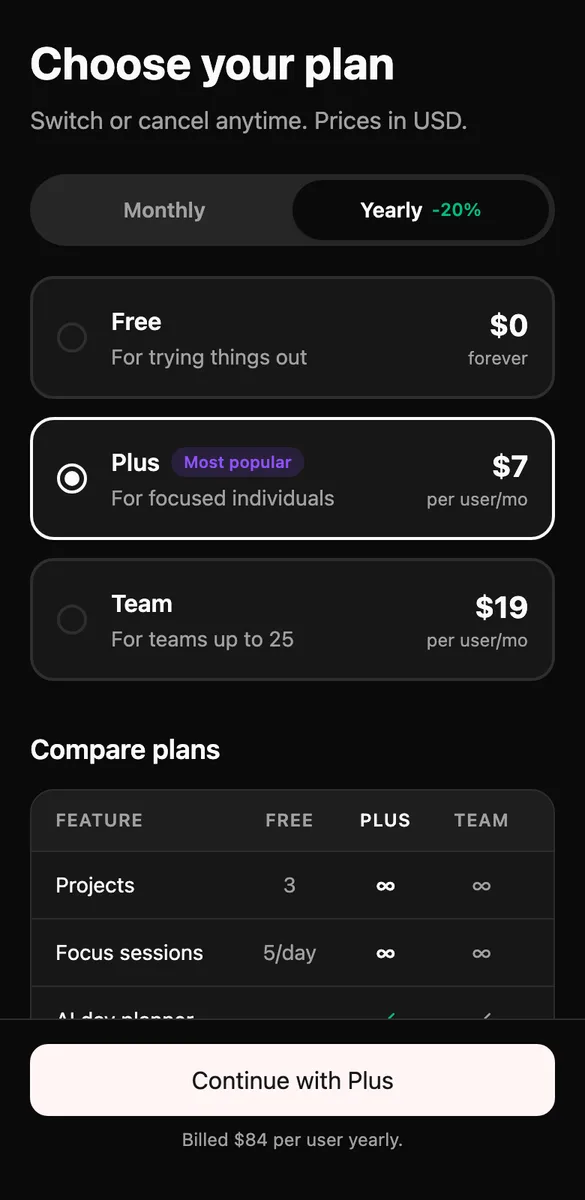 Choose your plan
Switch or cancel anytime. Prices in USD.
Monthly Yearly -20%
Free $0
For trying things out forever
Plus Most popular $7
For focused individuals per user/mo
Team $19
For teams up to 25 per user/mo
Compare plans
FEATURE FREE PLUS TEAM
Projects 3 ∞ ∞
Focus sessions 5/day ∞ ∞
AI day planner
Continue with Plus
Billed $84 per user yearly.